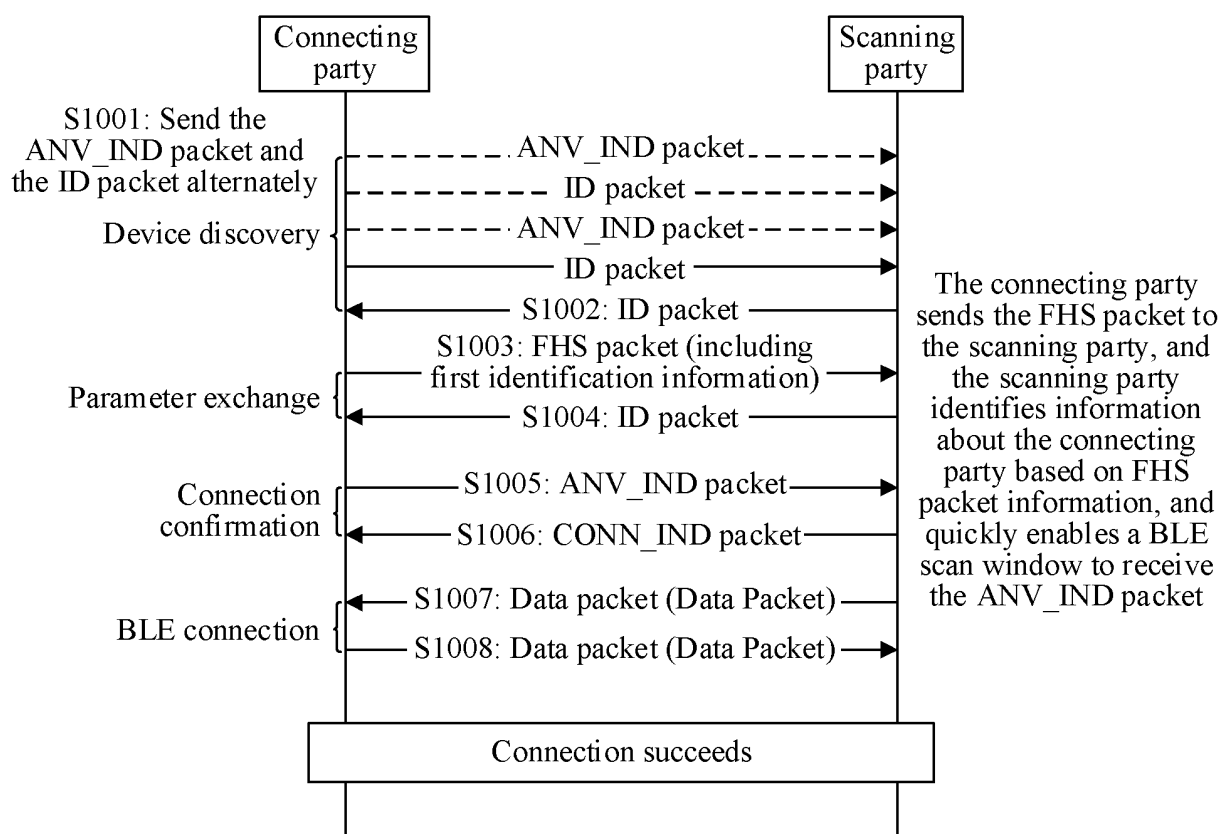 Connecting
party
Scanning
party
S1001: Send the
ANV_IND packet and
the ID packet alternately
ANV_IND packet
ID packet
ANV_IND packet
Device discovery
ID packet
S1002: ID packet
S1003: FHS packet (including
first identification information)
Parameter exchange
S1004: ID packet
The connecting party
sends the FHS packet to
the scanning party, and
the scanning party
identifies information
about the connecting
party based on FHS
packet information, and
quickly enables a BLE
scan window to receive
the ANV_IND packet
S1005: ANV_IND packet
Connection
confirmation
S1006: CONN_IND packet
S1007: Data packet (Data Packet)
BLE connection
S1008: Data packet (Data Packet)
Connection succeeds